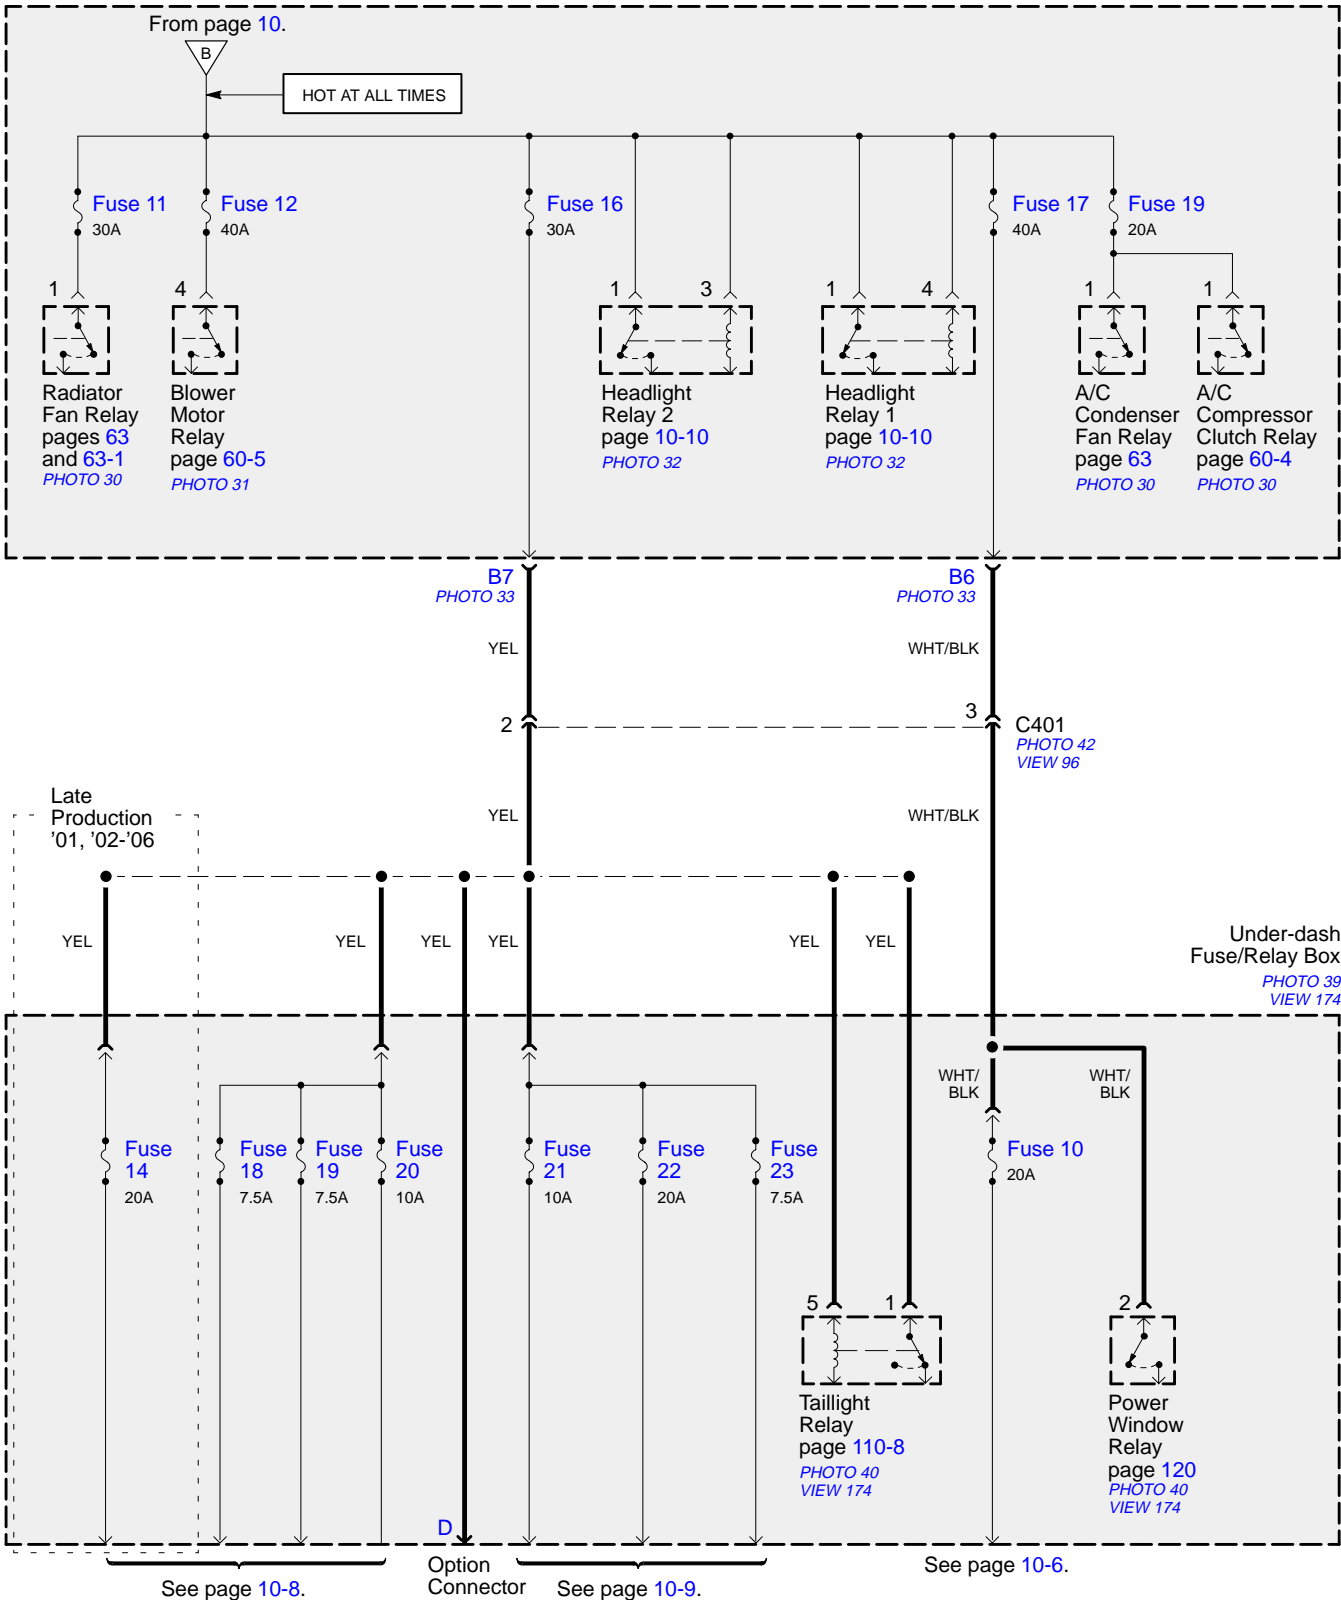 From page 10.
B
HOT AT ALL TIMES
Fuse 11
30A
Fuse 12
40A
Fuse 16
30A
Fuse 17
40A
Fuse 19
20A
1
4
1
3
1
4
1
1
Radiator
Fan Relay
pages 63
and 63-1
PHOTO 30
Blower
Motor
Relay
page 60-5
PHOTO 31
Headlight
Relay 2
page 10-10
PHOTO 32
Headlight
Relay 1
page 10-10
PHOTO 32
A/C
Condenser
Fan Relay
page 63
PHOTO 30
A/C
Compressor
Clutch Relay
page 60-4
PHOTO 30
B7
PHOTO 33
B6
PHOTO 33
YEL
WHT/BLK
2
3
C401
PHOTO 42
VIEW 96
Late
Production
'01, '02-'06
YEL
WHT/BLK
YEL
YEL
YEL
YEL
YEL
YEL
Under-dash
Fuse/Relay Box
PHOTO 39
VIEW 174
WHT/
BLK
WHT/
BLK
Fuse
14
20A
Fuse
18
7.5A
Fuse
19
7.5A
Fuse
20
10A
Fuse
21
10A
Fuse
22
20A
Fuse
23
7.5A
Fuse 10
20A
5
1
2
Taillight
Relay
page 110-8
PHOTO 40
VIEW 174
Power
Window
Relay
page 120
PHOTO 40
VIEW 174
D
See page 10-8.
Option
Connector
See page 10-9.
See page 10-6.